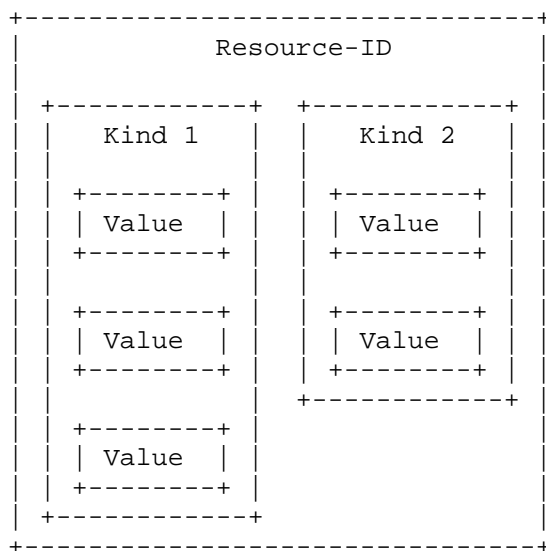 Resource-ID
Kind 1 Kind 2
Value Value
Value Value
Value